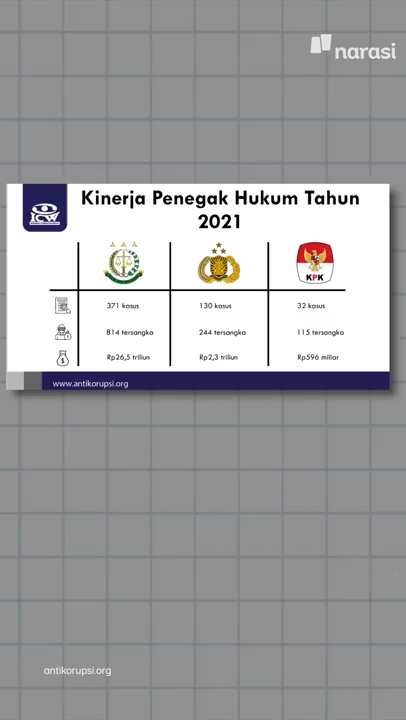 narasi
ICW
Kinerja Penegak Hukum Tahun
2021
KPK
371 kasus
130 kasus
32 kasus
814 tersangka
244 tersangka
115 tersangka
Rp26,5 triliun
Rp2,3 triliun
Rp596 miliar
www.antikorupsi.org
antikorupsi.org